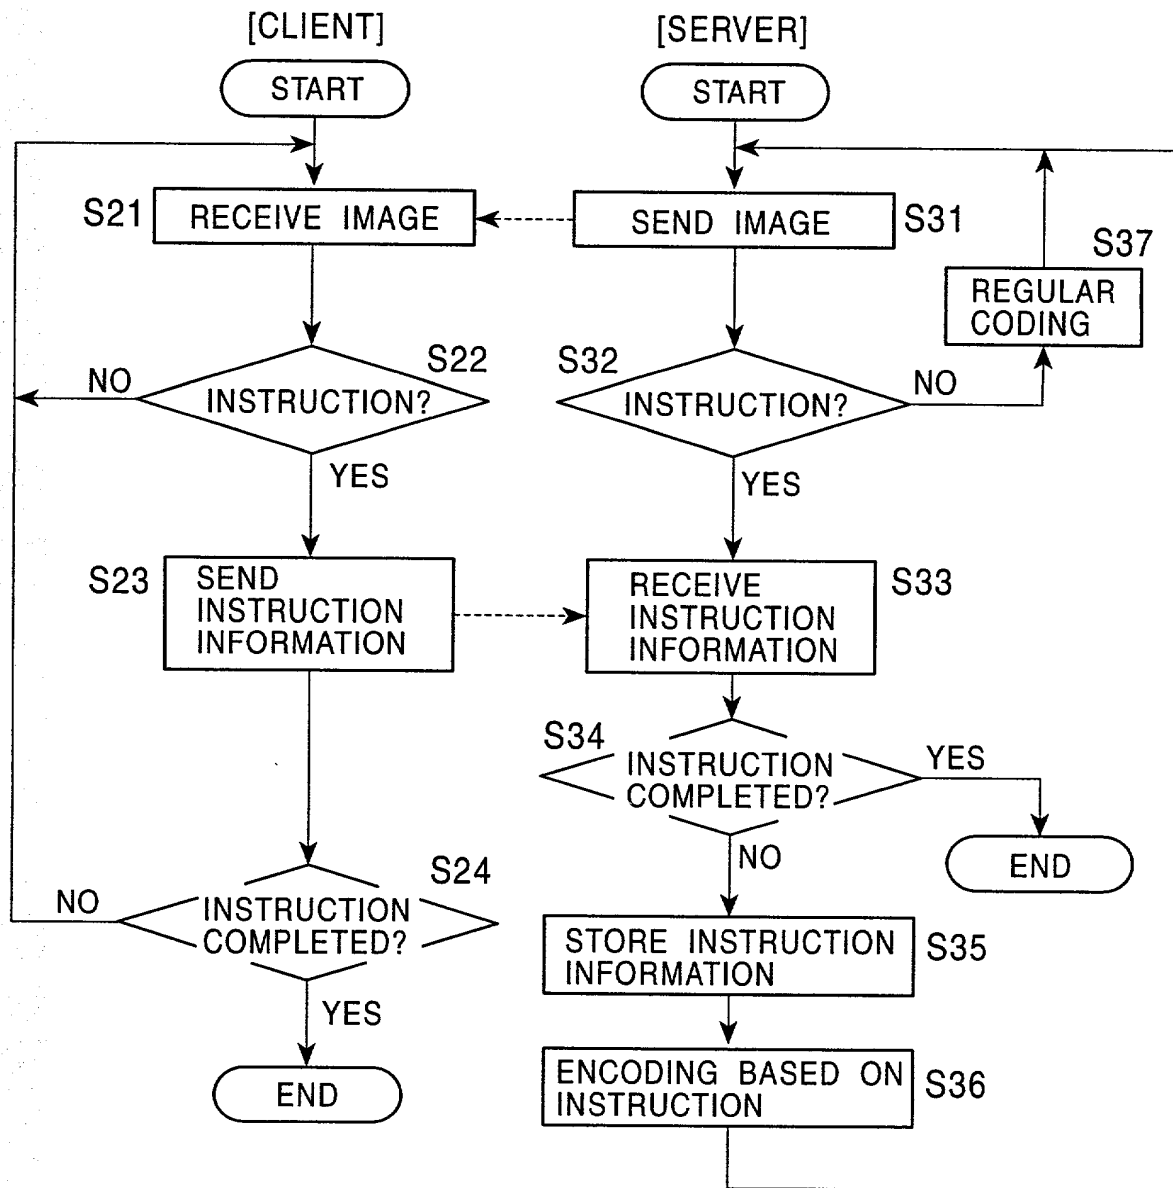 [CLIENT]
START
S21
RECEIVE IMAGE
S22
NO
INSTRUCTION?
YES
S23
SEND
INSTRUCTION
INFORMATION
S24
NO
INSTRUCTION
COMPLETED?
YES
END
[SERVER]
START
SEND IMAGE
S31
S37
REGULAR
CODING
S32
INSTRUCTION?
NO
YES
RECEIVE
INSTRUCTION
INFORMATION
S33
S34
INSTRUCTION
COMPLETED?
YES
END
NO
STORE INSTRUCTION
INFORMATION
S35
ENCODING BASED ON
INSTRUCTION
S36